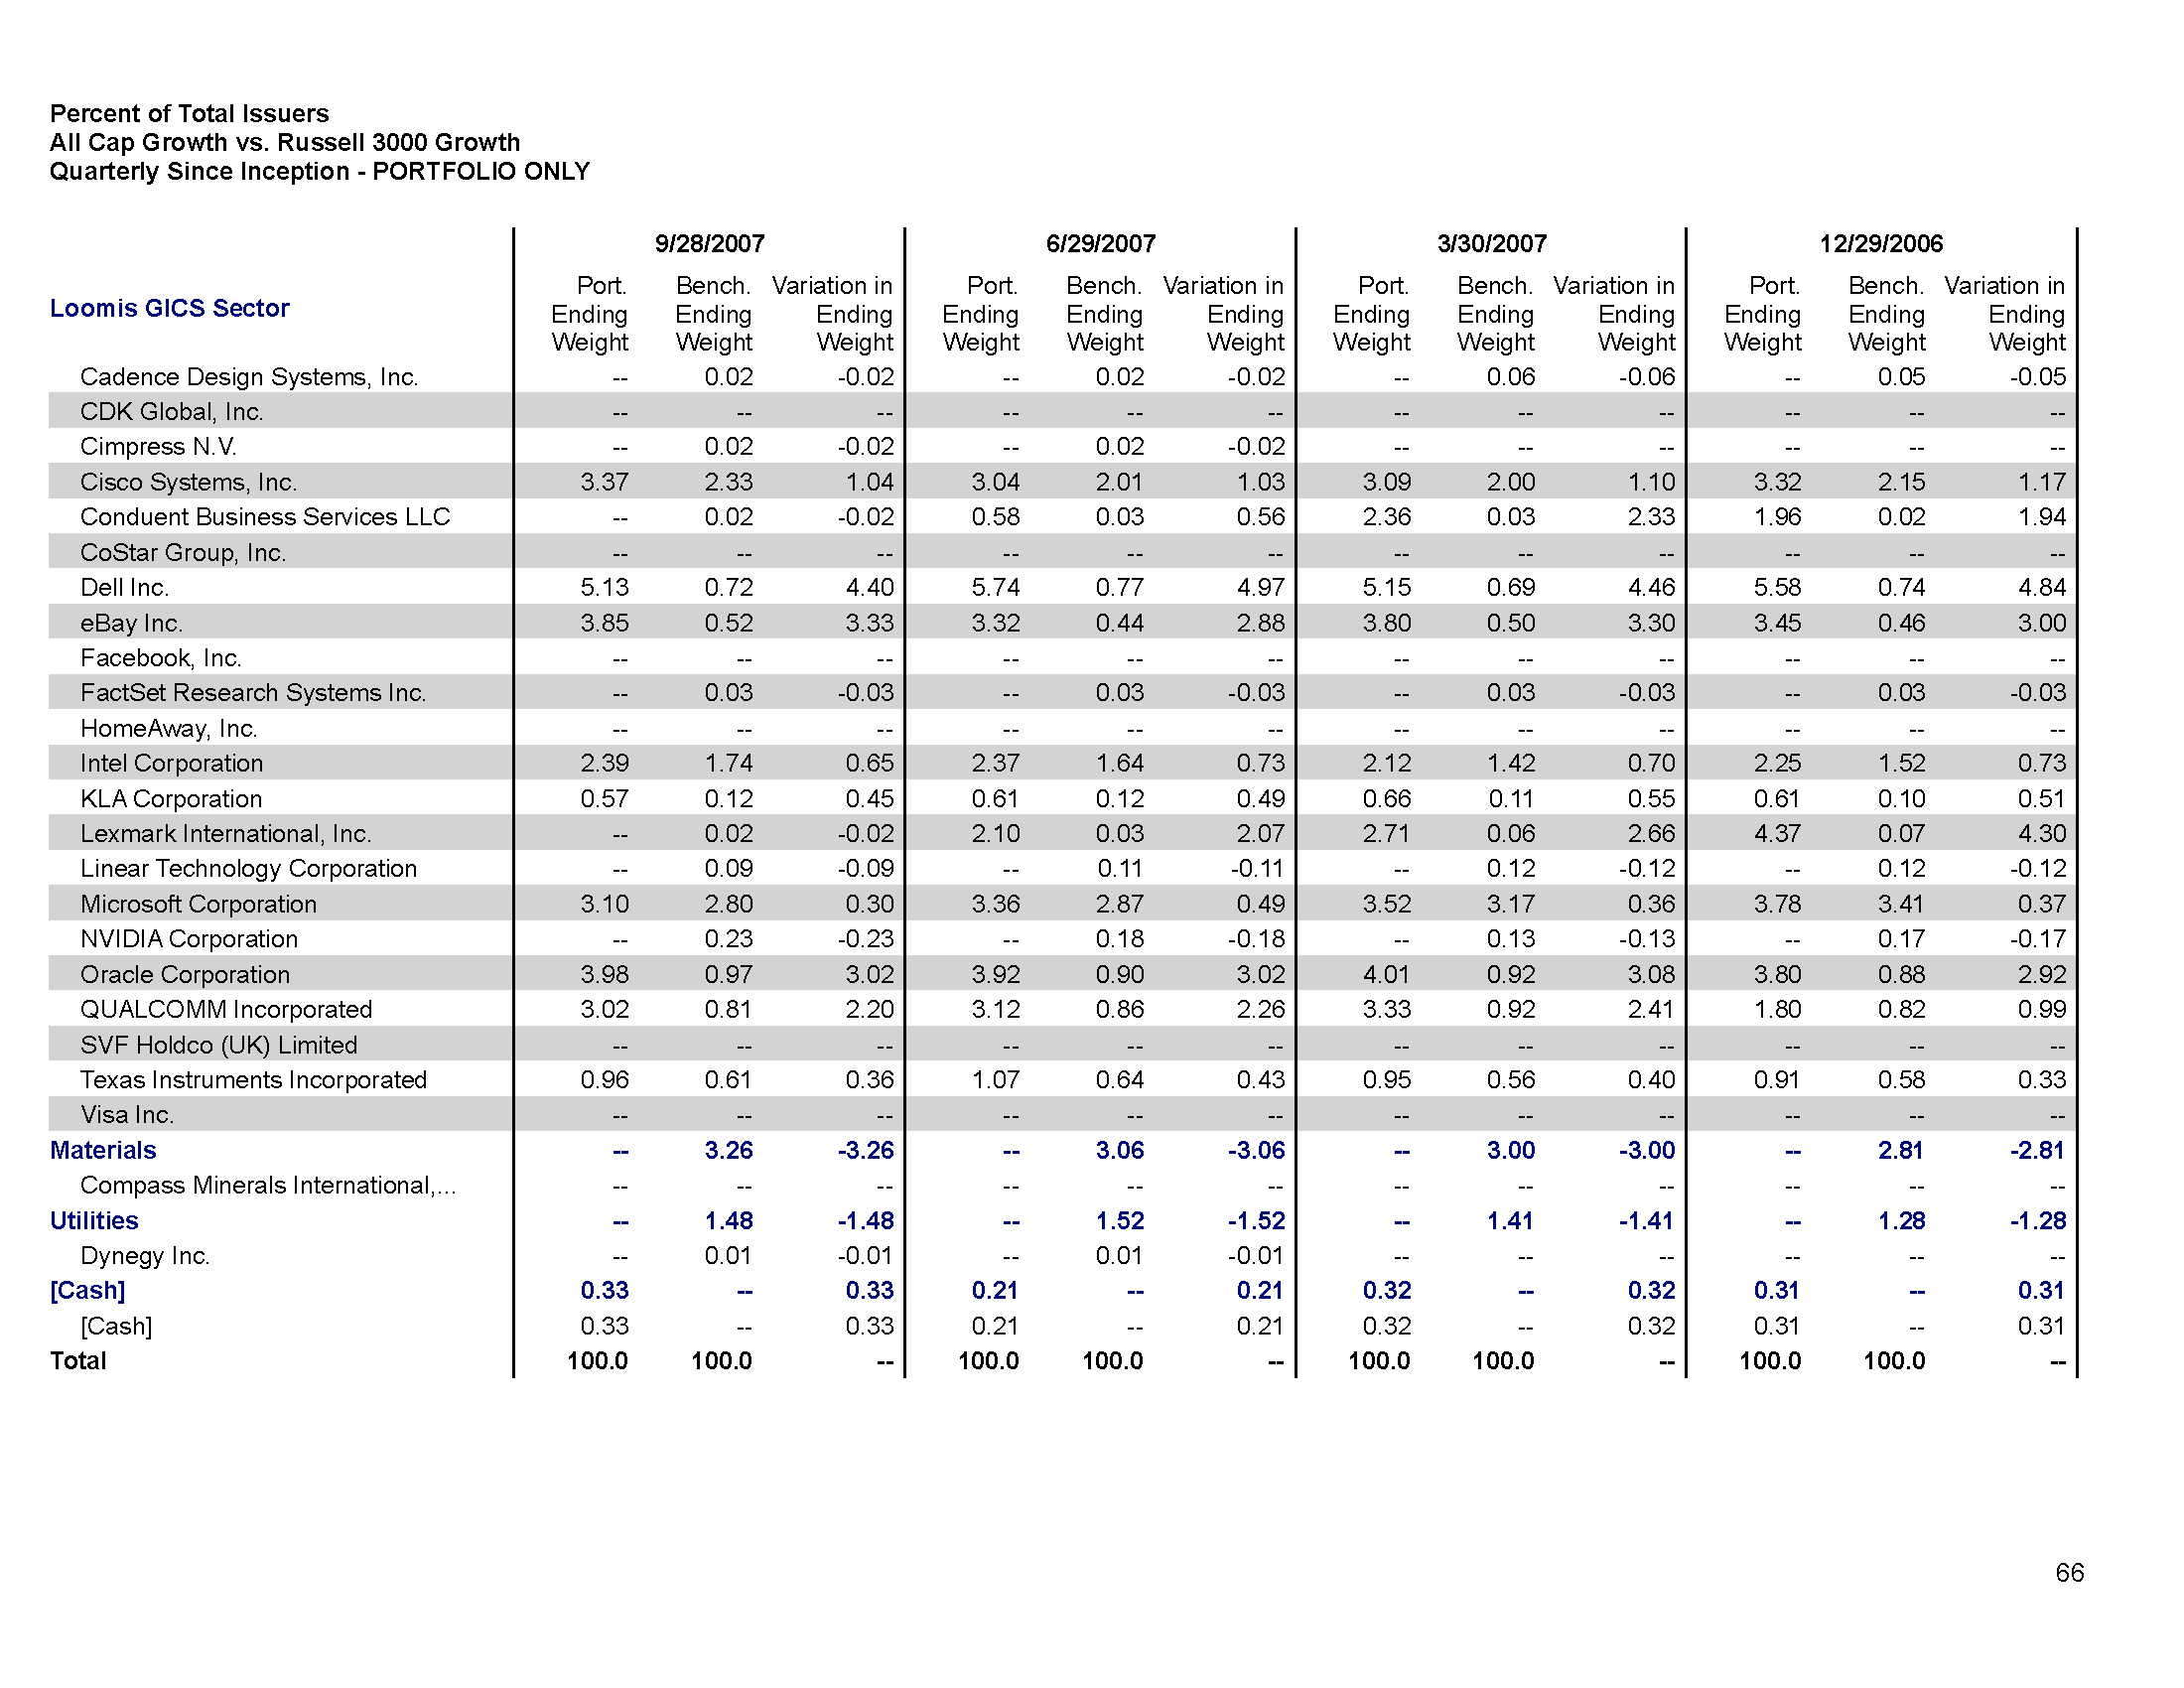 Percent of Total Issuers
All Cap Growth vs. Russell 3000 Growth
Quarterly Since Inception - PORTFOLIO ONLY
9/28/2007 6/29/2007 3/30/2007 12/29/2006
Loomis GICS Sector
Port. Bench. Variation in Port. Bench. Variation in Port. Bench. Variation in Port. Bench. Variation in
Ending Ending Ending Ending Ending Ending Ending Ending Ending Ending Ending Ending
Weight Weight Weight Weight Weight Weight Weight Weight Weight Weight Weight Weight
Cadence Design Systems, Inc. -- 0.02 -0.02 -- 0.02 -0.02 -- 0.06 -0.06 -- 0.05 -0.05
CDK Global, Inc. -- -- -- -- -- -- -- -- -- -- -- --
Cimpress N.V. -- 0.02 -0.02 -- 0.02 -0.02 -- -- -- -- -- --
Cisco Systems, Inc. 3.37 2.33 1.04 3.04 2.01 1.03 3.09 2.00 1.10 3.32 2.15 1.17
Conduent Business Services LLC -- 0.02 -0.02 0.58 0.03 0.56 2.36 0.03 2.33 1.96 0.02 1.94
CoStar Group, Inc. -- -- -- -- -- -- -- -- -- -- -- --
Dell Inc. 5.13 0.72 4.40 5.74 0.77 4.97 5.15 0.69 4.46 5.58 0.74 4.84
eBay Inc. 3.85 0.52 3.33 3.32 0.44 2.88 3.80 0.50 3.30 3.45 0.46 3.00
Facebook, Inc. -- -- -- -- -- -- -- -- -- -- -- --
FactSet Research Systems Inc. -- 0.03 -0.03 -- 0.03 -0.03 -- 0.03 -0.03 -- 0.03 -0.03
HomeAway, Inc. -- -- -- -- -- -- -- -- -- -- -- --
Intel Corporation 2.39 1.74 0.65 2.37 1.64 0.73 2.12 1.42 0.70 2.25 1.52 0.73
KLA Corporation 0.57 0.12 0.45 0.61 0.12 0.49 0.66 0.11 0.55 0.61 0.10 0.51
Lexmark International, Inc. -- 0.02 -0.02 2.10 0.03 2.07 2.71 0.06 2.66 4.37 0.07 4.30
Linear Technology Corporation -- 0.09 -0.09 -- 0.11 -0.11 -- 0.12 -0.12 -- 0.12 -0.12
Microsoft Corporation 3.10 2.80 0.30 3.36 2.87 0.49 3.52 3.17 0.36 3.78 3.41 0.37
NVIDIA Corporation -- 0.23 -0.23 -- 0.18 -0.18 -- 0.13 -0.13 -- 0.17 -0.17
Oracle Corporation 3.98 0.97 3.02 3.92 0.90 3.02 4.01 0.92 3.08 3.80 0.88 2.92
QUALCOMM Incorporated 3.02 0.81 2.20 3.12 0.86 2.26 3.33 0.92 2.41 1.80 0.82 0.99
SVF Holdco (UK) Limited -- -- -- -- -- -- -- -- -- -- -- --
Texas Instruments Incorporated 0.96 0.61 0.36 1.07 0.64 0.43 0.95 0.56 0.40 0.91 0.58 0.33
Visa Inc. -- -- -- -- -- -- -- -- -- -- -- --
Materials -- 3.26 -3.26 -- 3.06 -3.06 -- 3.00 -3.00 -- 2.81 -2.81
Compass Minerals International,... -- -- -- -- -- -- -- -- -- -- -- --
Utilities -- 1.48 -1.48 -- 1.52 -1.52 -- 1.41 -1.41 -- 1.28 -1.28
Dynegy Inc. -- 0.01 -0.01 -- 0.01 -0.01 -- -- -- -- -- --
[Cash] 0.33 -- 0.33 0.21 -- 0.21 0.32 -- 0.32 0.31 -- 0.31
[Cash] 0.33 -- 0.33 0.21 -- 0.21 0.32 -- 0.32 0.31 -- 0.31
Total 100.0 100.0 -- 100.0 100.0 -- 100.0 100.0 -- 100.0 100.0 --
66